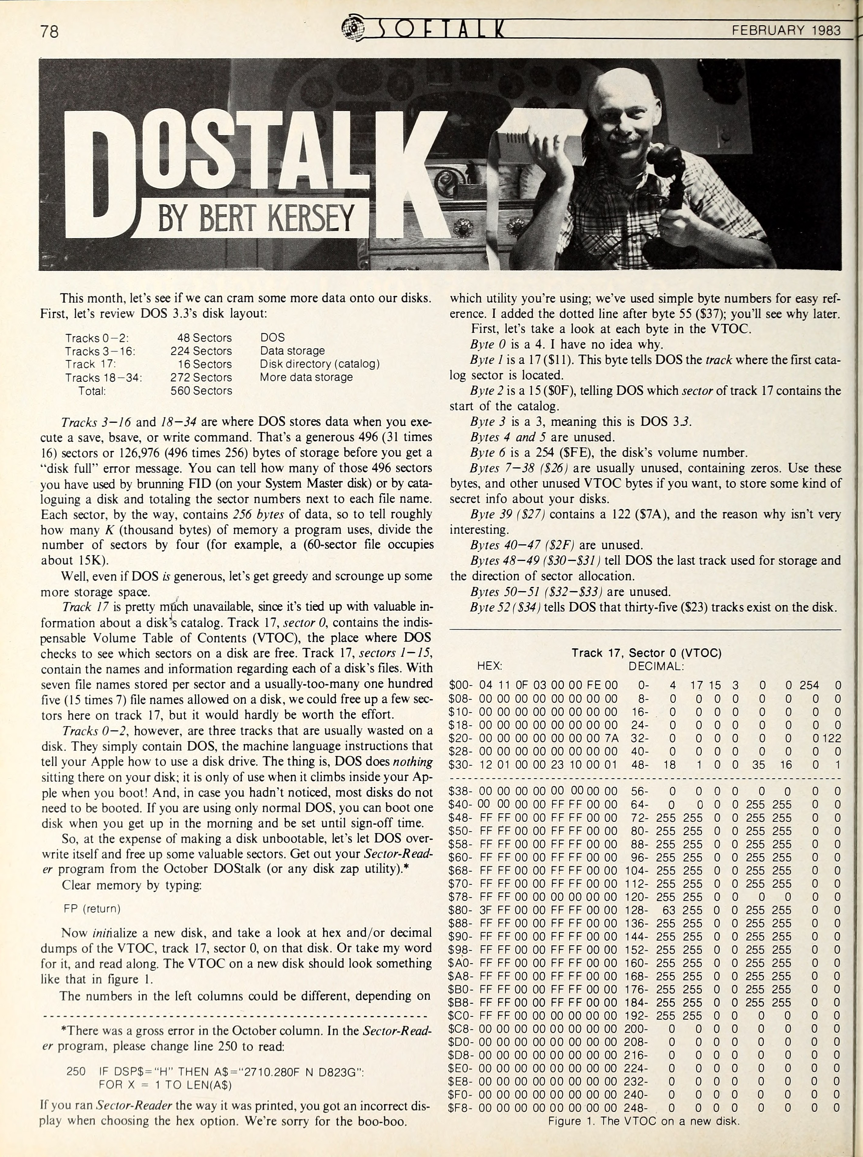 78
SOFTALK
FEBRUARY 1983
DOSTALK
BY BERT KERSEY
This month, let's see if we can cram some more data onto our disks.
First, let's review DOS 3.3's disk layout:
Tracks 0–2: 48 Sectors DOS
Tracks 3–16: 224 Sectors Data storage
Track 17: 16 Sectors Disk directory (catalog)
Tracks 18–34: 272 Sectors More data storage
Total: 560 Sectors
Tracks 3–16 and 18–34 are where DOS stores data when you exe-
cute a save, bsave, or write command. That's a generous 496 (31 times
16) sectors or 126,976 (496 times 256) bytes of storage before you get a
"disk full" error message. You can tell how many of those 496 sectors
you have used by brunning FID (on your System Master disk) or by cata-
loguing a disk and totaling the sector numbers next to each file name.
Each sector, by the way, contains 256 bytes of data, so to tell roughly
how many K (thousand bytes) of memory a program uses, divide the
number of sectors by four (for example, a (60-sector file occupies
about 15K).
Well, even if DOS is generous, let's get greedy and scrounge up some
more storage space.
Track 17 is pretty much unavailable, since it's tied up with valuable in-
formation about a disk's catalog. Track 17, sector 0, contains the indis-
pensable Volume Table of Contents (VTOC), the place where DOS
checks to see which sectors on a disk are free. Track 17, sectors 1–15,
contain the names and information regarding each of a disk's files. With
seven file names stored per sector and a usually-too-many one hundred
five (15 times 7) file names allowed on a disk, we could free up a few sec-
tors here on track 17, but it would hardly be worth the effort.
Tracks 0–2, however, are three tracks that are usually wasted on a
disk. They simply contain DOS, the machine language instructions that
tell your Apple how to use a disk drive. The thing is, DOS does nothing
sitting there on your disk; it is only of use when it climbs inside your Ap-
ple when you boot! And, in case you hadn't noticed, most disks do not
need to be booted. If you are using only normal DOS, you can boot one
disk when you get up in the morning and be set until sign-off time.
So, at the expense of making a disk unbootable, let's let DOS over-
write itself and free up some valuable sectors. Get out your Sector-Read-
er program from the October DOStalk (or any disk zap utility).*
Clear memory by typing:
FP (return)
Now initialize a new disk, and take a look at hex and/or decimal
dumps of the VTOC, track 17, sector 0, on that disk. Or take my word
for it, and read along. The VTOC on a new disk should look something
like that in figure 1.
The numbers in the left columns could be different, depending on
*There was a gross error in the October column. In the Sector-Read-
er program, please change line 250 to read:
250 IF DSP$="H" THEN A$="2710.280F N D823G":
FOR X = 1 TO LEN(A$)
If you ran Sector-Reader the way it was printed, you got an incorrect dis-
play when choosing the hex option. We're sorry for the boo-boo.
which utility you're using; we've used simple byte numbers for easy ref-
erence. I added the dotted line after byte 55 ($37); you'll see why later.
First, let's take a look at each byte in the VTOC.
Byte 0 is a 4. I have no idea why.
Byte 1 is a 17 ($11). This byte tells DOS the track where the first cata-
log sector is located.
Byte 2 is a 15 ($0F), telling DOS which sector of track 17 contains the
start of the catalog.
Byte 3 is a 3, meaning this is DOS 3.3.
Bytes 4 and 5 are unused.
Byte 6 is a 254 ($FE), the disk's volume number.
Bytes 7–38 ($26) are usually unused, containing zeros. Use these
bytes, and other unused VTOC bytes if you want, to store some kind of
secret info about your disks.
Byte 39 ($27) contains a 122 ($7A), and the reason why isn't very
interesting.
Bytes 40–47 ($2F) are unused.
Bytes 48–49 ($30–$31) tell DOS the last track used for storage and
the direction of sector allocation.
Bytes 50–51 ($32–$33) are unused.
Byte 52 ($34) tells DOS that thirty-five ($23) tracks exist on the disk.
Track 17, Sector 0 (VTOC)
HEX: DECIMAL:
$00- 04 11 0F 03 00 00 FE 00 0- 4 17 15 3 0 0 254 0
$08- 00 00 00 00 00 00 00 00 8- 0 0 0 0 0 0 0 0
$10- 00 00 00 00 00 00 00 00 16- 0 0 0 0 0 0 0 0
$18- 00 00 00 00 00 00 00 00 24- 0 0 0 0 0 0 0 0
$20- 00 00 00 00 00 00 00 7A 32- 0 0 0 0 0 0 0 122
$28- 00 00 00 00 00 00 00 00 40- 0 0 0 0 0 0 0 0
$30- 12 01 00 00 23 10 00 01 48- 18 1 0 0 35 16 0 1
$38- 00 00 00 00 00 00 00 00 56- 0 0 0 0 0 0 0 0
$40- 00 00 00 00 FF FF 00 00 64- 0 0 0 0 255 255 0 0
$48- FF FF 00 00 FF FF 00 00 72- 255 255 0 0 255 255 0 0
$50- FF FF 00 00 FF FF 00 00 80- 255 255 0 0 255 255 0 0
$58- FF FF 00 00 FF FF 00 00 88- 255 255 0 0 255 255 0 0
$60- FF FF 00 00 FF FF 00 00 96- 255 255 0 0 255 255 0 0
$68- FF FF 00 00 FF FF 00 00 104- 255 255 0 0 255 255 0 0
$70- FF FF 00 00 FF FF 00 00 112- 255 255 0 0 255 255 0 0
$78- FF FF 00 00 00 00 00 00 120- 255 255 0 0 0 0 0 0
$80- 3F FF 00 00 FF FF 00 00 128- 63 255 0 0 255 255 0 0
$88- FF FF 00 00 FF FF 00 00 136- 255 255 0 0 255 255 0 0
$90- FF FF 00 00 FF FF 00 00 144- 255 255 0 0 255 255 0 0
$98- FF FF 00 00 FF FF 00 00 152- 255 255 0 0 255 255 0 0
$A0- FF FF 00 00 FF FF 00 00 160- 255 255 0 0 255 255 0 0
$A8- FF FF 00 00 FF FF 00 00 168- 255 255 0 0 255 255 0 0
$B0- FF FF 00 00 FF FF 00 00 176- 255 255 0 0 255 255 0 0
$B8- FF FF 00 00 FF FF 00 00 184- 255 255 0 0 255 255 0 0
$C0- FF FF 00 00 00 00 00 00 192- 255 255 0 0 0 0 0 0
$C8- 00 00 00 00 00 00 00 00 200- 0 0 0 0 0 0 0 0
$D0- 00 00 00 00 00 00 00 00 208- 0 0 0 0 0 0 0 0
$D8- 00 00 00 00 00 00 00 00 216- 0 0 0 0 0 0 0 0
$E0- 00 00 00 00 00 00 00 00 224- 0 0 0 0 0 0 0 0
$E8- 00 00 00 00 00 00 00 00 232- 0 0 0 0 0 0 0 0
$F0- 00 00 00 00 00 00 00 00 240- 0 0 0 0 0 0 0 0
$F8- 00 00 00 00 00 00 00 00 248- 0 0 0 0 0 0 0 0
Figure 1. The VTOC on a new disk.